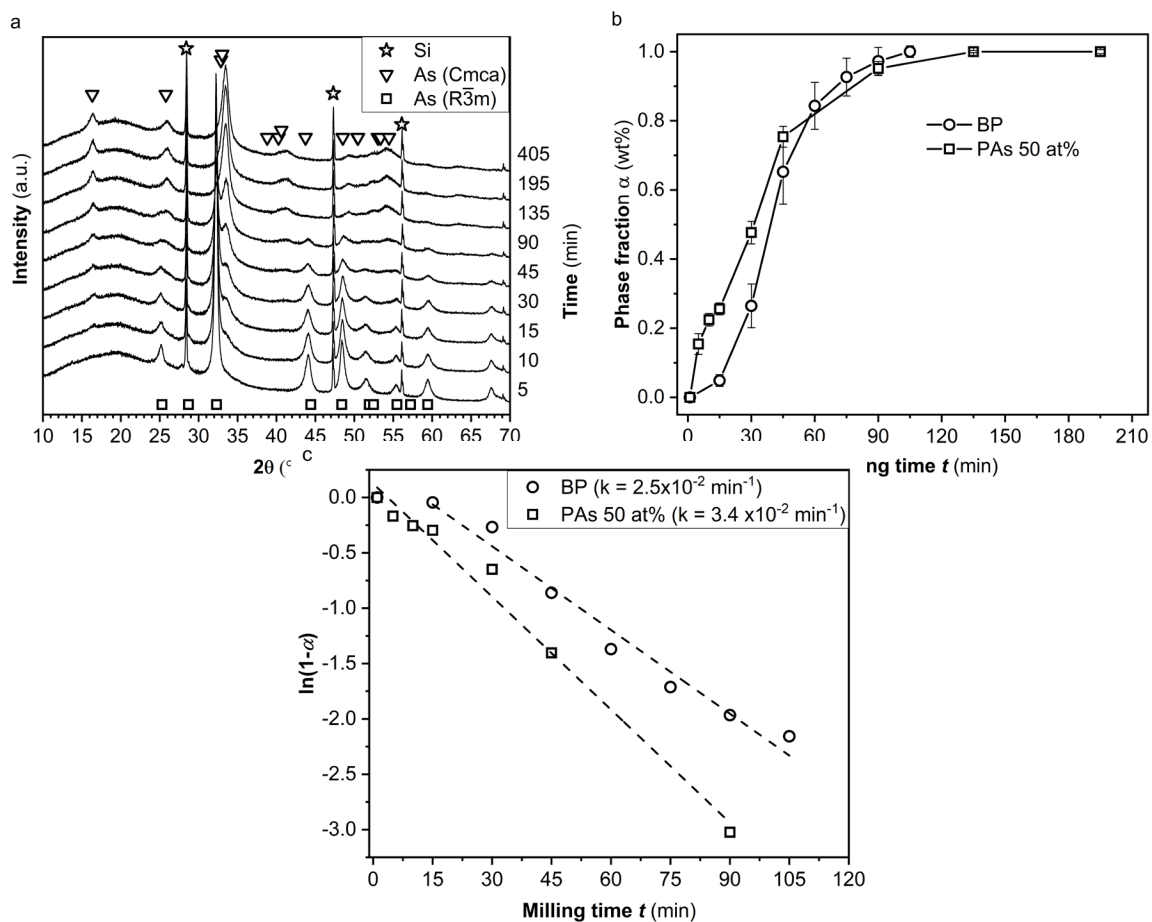 a
Intensity (a.u.)
Si
As (Cmca)
As (R3̅m)
405
195
135
90
45
30
15
10
5
Time (min)
10 15 20 25 30 35 40 45 50 55 60 65 70
2θ (°
b
Phase fraction α (wt%)
1.0
0.8
0.6
0.4
0.2
0.0
BP
PAs 50 at%
0 30 60 90 120 150 180 210
ng time t (min)
c
ln(1-α)
0.0
-0.5
-1.0
-1.5
-2.0
-2.5
-3.0
BP (k = 2.5x10⁻² min⁻¹)
PAs 50 at% (k = 3.4 x10⁻² min⁻¹)
0 15 30 45 60 75 90 105 120
Milling time t (min)